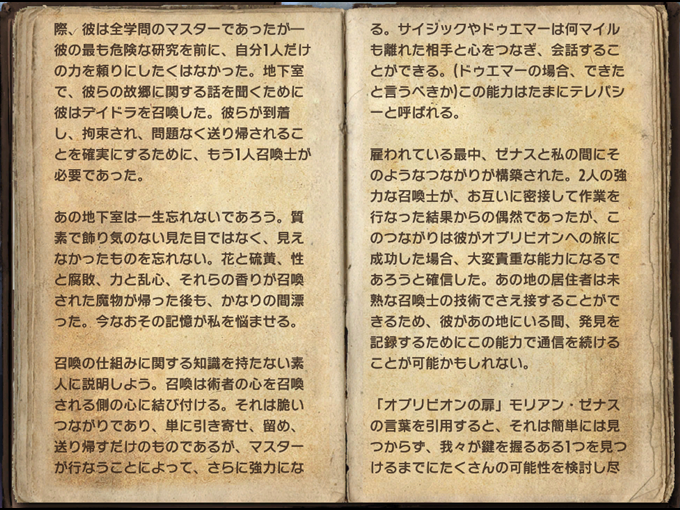 際、彼は全学問のマスターであったが―
彼の最も危険な研究を前に、自分1人だけ
の力を頼りにしたくはなかった。地下室
で、彼らの故郷に関する話を聞くために
彼はデイドラを召喚した。彼らが到着
し、拘束され、問題なく送り帰されるこ
とを確実にするために、もう1人召喚士が
必要であった。
あの地下室は一生忘れないであろう。質
素で飾り気のない見た目ではなく、見え
なかったものを忘れない。花と硫黄、性
と腐敗、力と乱心、それらの香りが召喚
された魔物が帰った後も、かなりの間漂
った。今なおその記憶が私を悩ませる。
召喚の仕組みに関する知識を持たない素
人に説明しよう。召喚は術者の心を召喚
される側の心に結び付ける。それは脆い
つながりであり、単に引き寄せ、留め、
送り帰すだけのものであるが、マスター
が行なうことによって、さらに強力にな
る。サイジックやドゥエマーは何マイル
も離れた相手と心をつなぎ、会話するこ
とができる。(ドゥエマーの場合、できた
と言うべきか)この能力はたまにテレパシ
ーと呼ばれる。
雇われている最中、ゼナスと私の間にそ
のようなつながりが構築された。2人の強
力な召喚士が、お互いに密接して作業を
行なった結果からの偶然であったが、こ
のつながりは彼がオブリビオンへの旅に
成功した場合、大変貴重な能力になるで
あろうと確信した。あの地の居住者は未
熟な召喚士の技術でさえ接することがで
きるため、彼があの地にいる間、発見を
記録するためにこの能力で通信を続ける
ことが可能かもしれない。
「オブリビオンの扉」モリアン・ゼナス
の言葉を引用すると、それは簡単には見
つからず、我々が鍵を握るある1つを見つ
けるまでにたくさんの可能性を検討し尽